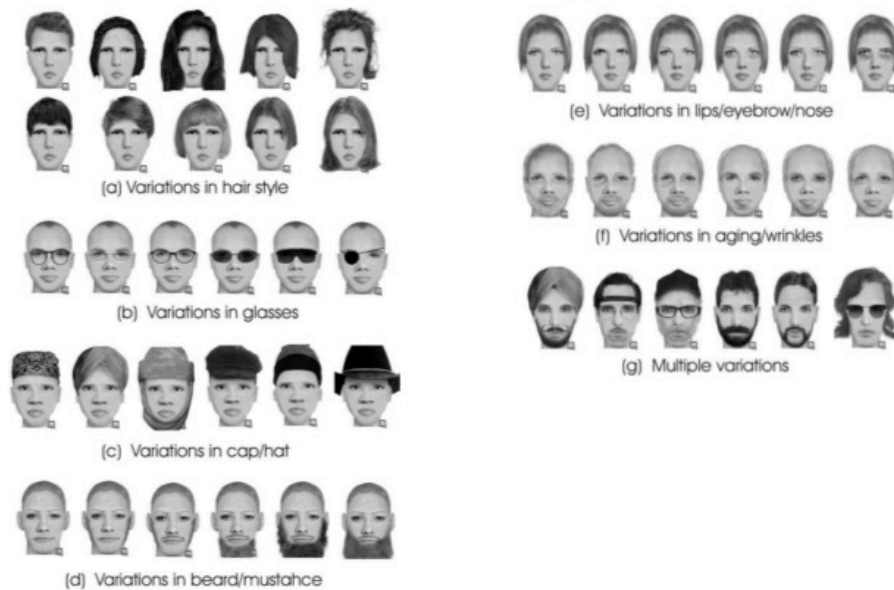 (a) Variations in hair style
(b) Variations in glasses
(c) Variations in cap/hat
(d) Variations in beard/mustahce
(e) Variations in lips/eyebrow/nose
(f) Variations in aging/wrinkles
(g) Multiple variations